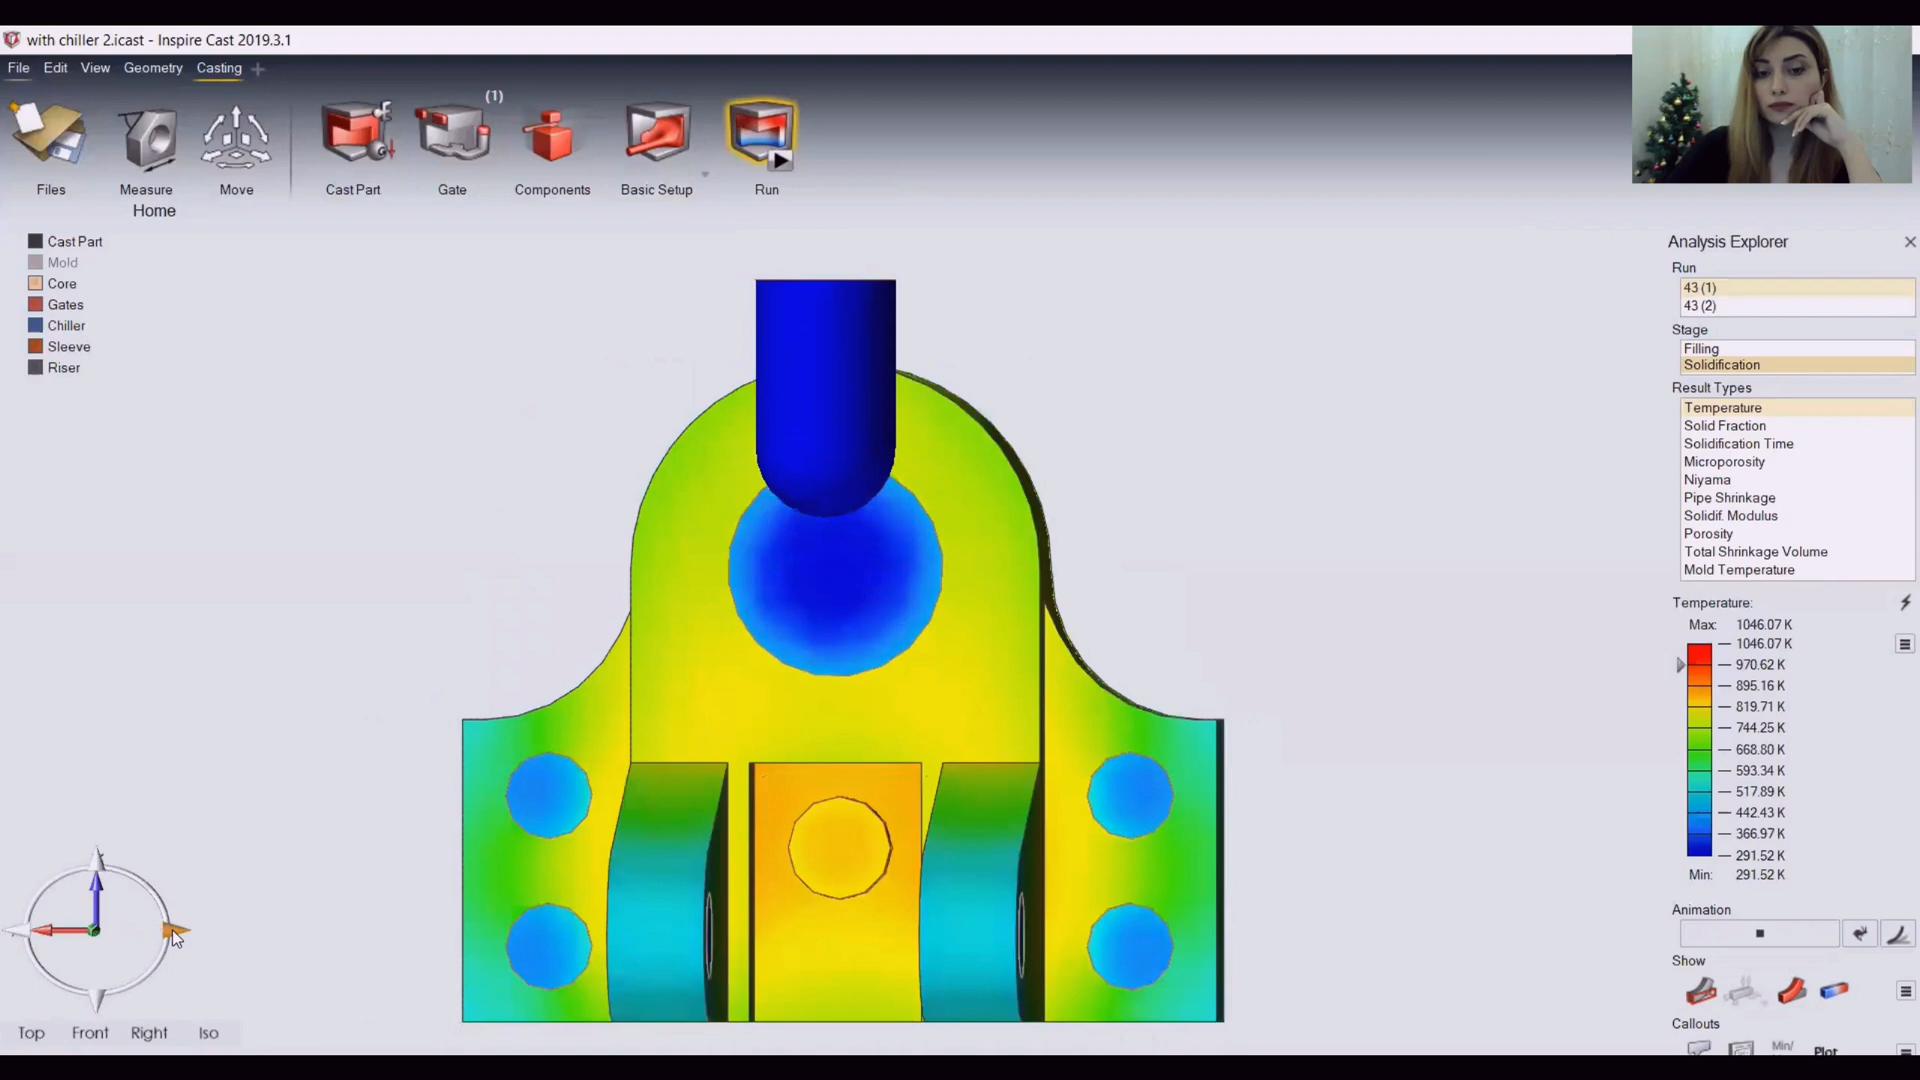 with chiller 2.icast - Inspire Cast 2019.3.1
File Edit View Geometry Casting
(1)
Files Measure Move Cast Part Gate Components Basic Setup Run
Home
Cast Part
Mold
Core
Gates
Chiller
Sleeve
Riser
Top Front Right Iso
Analysis Explorer
Run
43 (1)
43 (2)
Stage
Filling
Solidification
Result Types
Temperature
Solid Fraction
Solidification Time
Microporosity
Niyama
Pipe Shrinkage
Solidif. Modulus
Porosity
Total Shrinkage Volume
Mold Temperature
Temperature:
Max: 1046.07 K
1046.07 K
970.62 K
895.16 K
819.71 K
744.25 K
668.80 K
593.34 K
517.89 K
442.43 K
366.97 K
291.52 K
Min: 291.52 K
Animation
Show
Callouts
Min/ Plot